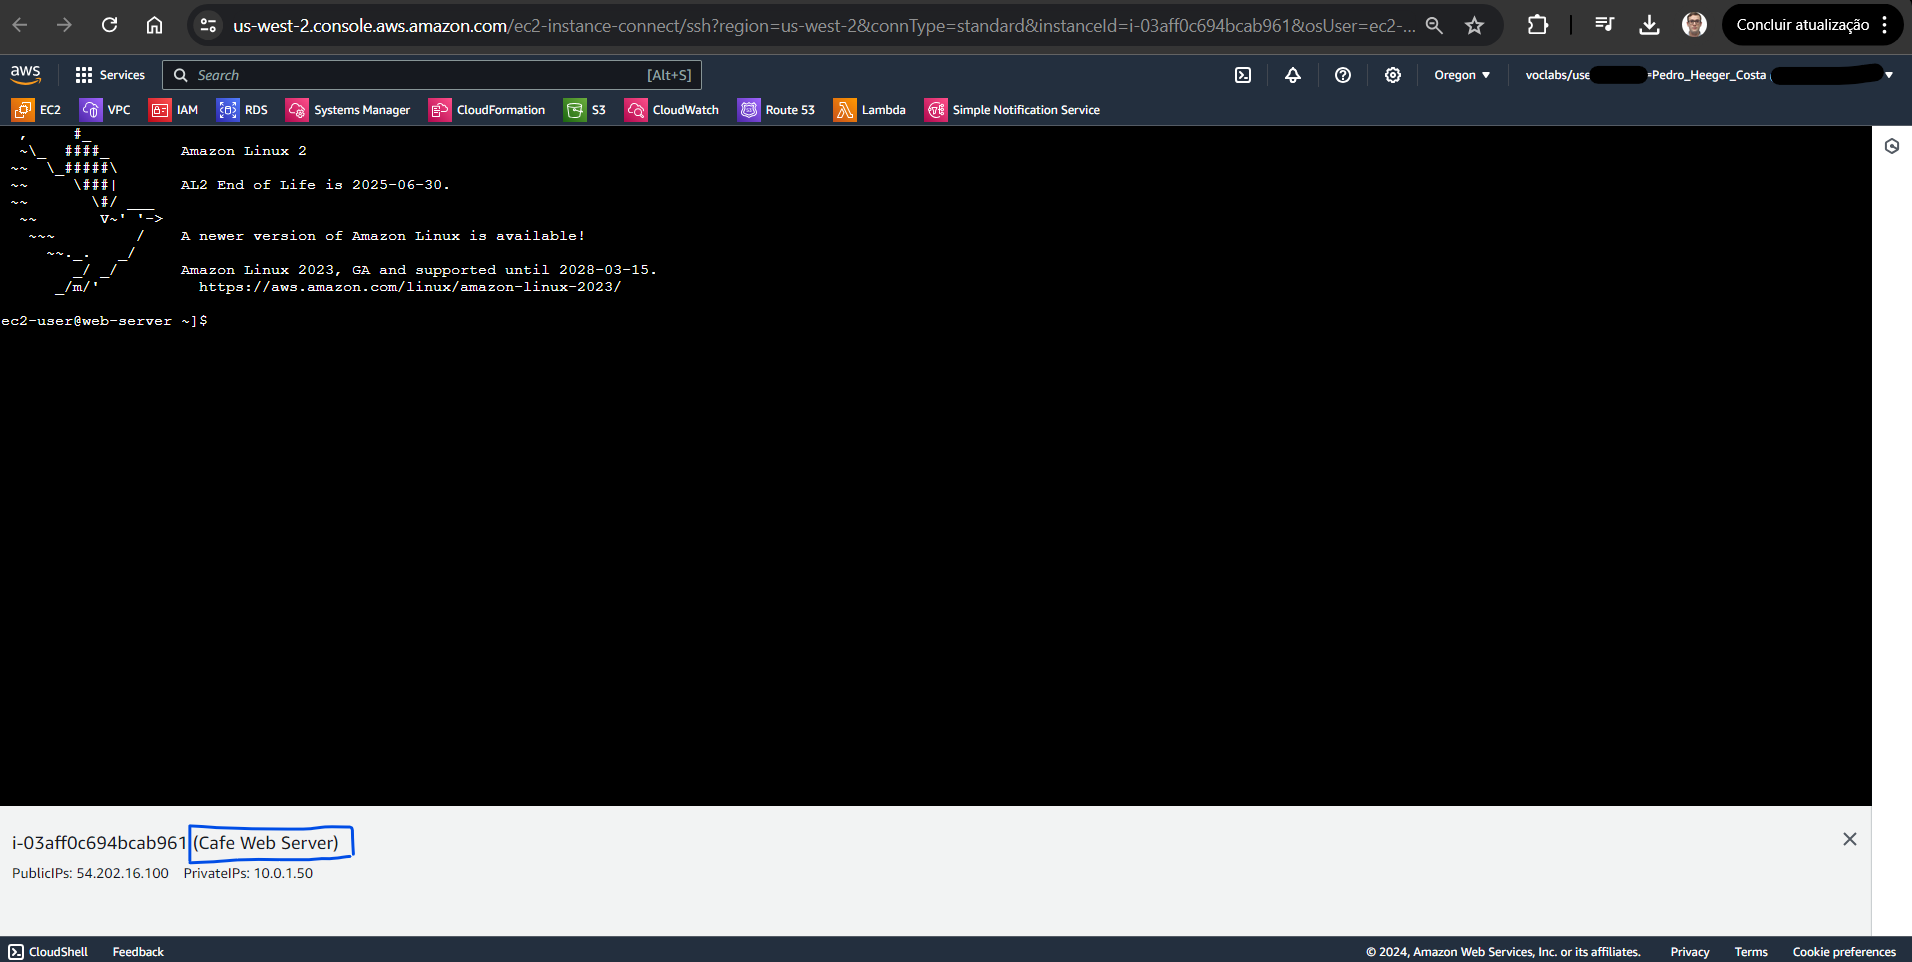 us-west-2.console.aws.amazon.com/ec2-instance-connect/ssh?region=us-west-2&connType=standard&instanceId=i-03aff0c694bcab961&osUser=ec2-...
Concluir atualização
aws
Services
Search
[Alt+S]
Oregon ▼
voclabs/use
=Pedro_Heeger_Costa
EC2
VPC
IAM
RDS
Systems Manager
CloudFormation
S3
CloudWatch
Route 53
Lambda
Simple Notification Service
   ,     #_
  ~\_  ####_        Amazon Linux 2
 ~~  \_#####\
 ~~     \###|       AL2 End of Life is 2025-06-30.
 ~~       \#/ ___
  ~~       V~' '->
   ~~~         /    A newer version of Amazon Linux is available!
     ~~._.   _/
        _/ _/       Amazon Linux 2023, GA and supported until 2028-03-15.
      _/m/'           https://aws.amazon.com/linux/amazon-linux-2023/
ec2-user@web-server ~]$
i-03aff0c694bcab961 (Cafe Web Server)
PublicIPs: 54.202.16.100 PrivateIPs: 10.0.1.50
CloudShell
Feedback
© 2024, Amazon Web Services, Inc. or its affiliates.
Privacy
Terms
Cookie preferences